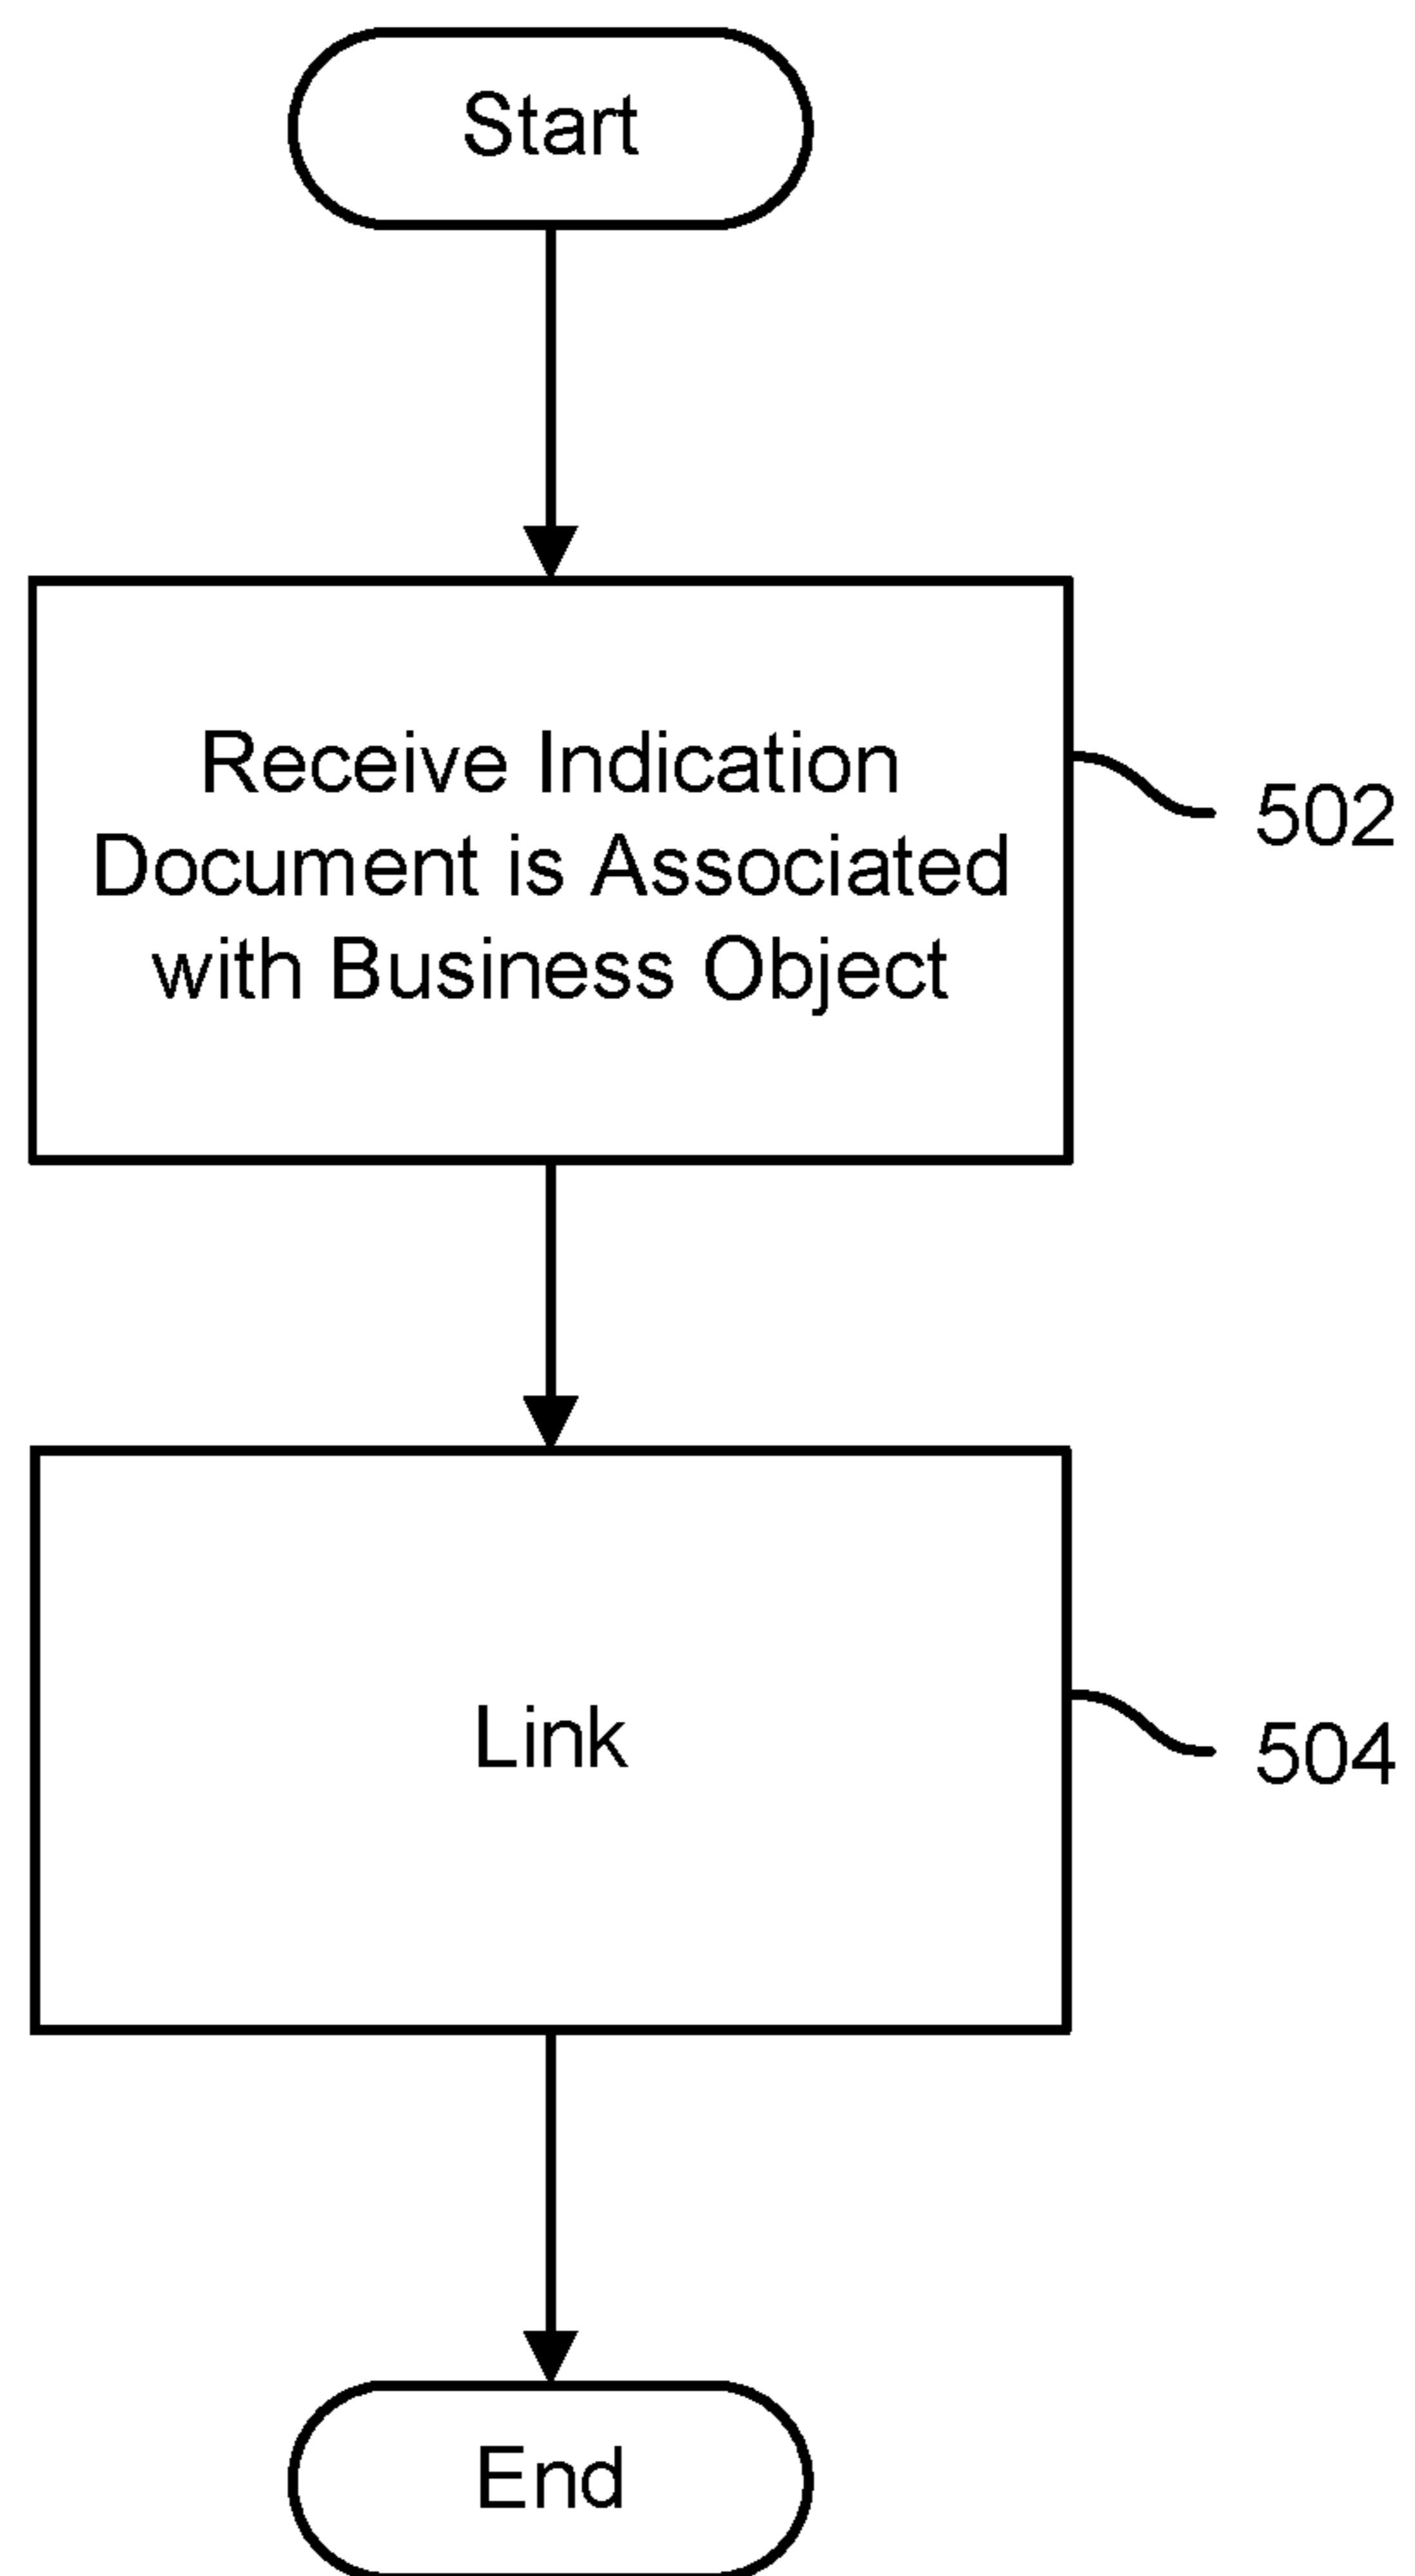 Start
Receive Indication
Document is Associated
with Business Object
502
Link
504
End